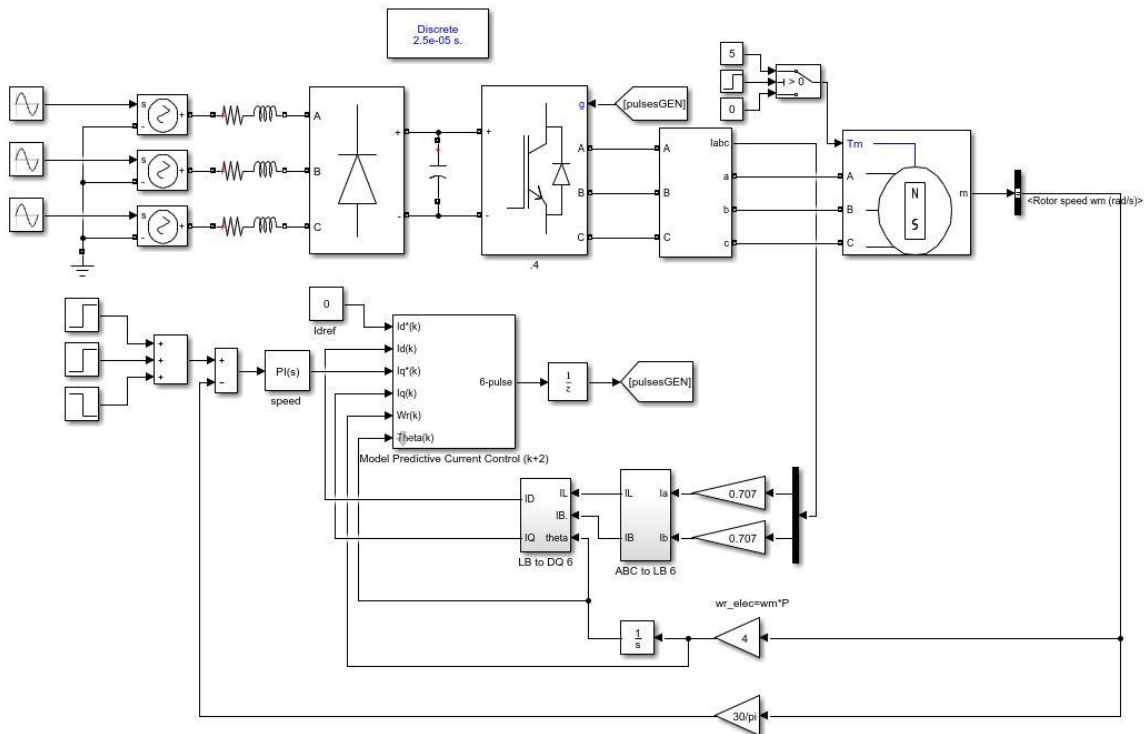 Discrete
2.5e-05 s.
5
> 0
0
[pulsesGEN]
s
-
+
s
-
+
s
-
+
A
B
C
+
-
+
-
g
A
B
C
.4
A
B
C
Iabc
a
b
c
Tm
A
B
C
N
S
m
<Rotor speed wm (rad/s)>
0
Idref
+
+
+
+
−
PI(s)
speed
Id*(k)
Id(k)
Iq*(k)
Iq(k)
Wr(k)
Theta(k)
6-pulse
Model Predictive Current Control (k+2)
1
z
[pulsesGEN]
ID
IQ
IL
IB.
theta
LB to DQ 6
IL
IB
Ia
Ib
ABC to LB 6
0.707
0.707
wr_elec=wm*P
1
s
4
30/pi